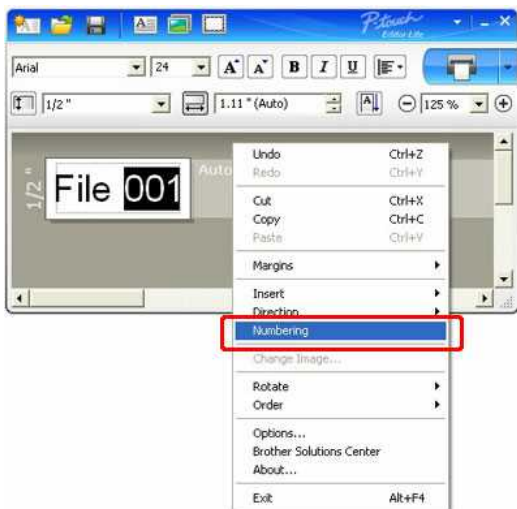 P-touch
Editor Lite
Arial 24 A A B I U
1/2 " 1.11 " (Auto) A 125 %
1/2 "
File 001
Auto
Undo Ctrl+Z
Redo Ctrl+Y
Cut Ctrl+X
Copy Ctrl+C
Paste Ctrl+V
Margins
Insert
Direction
Numbering
Change Image...
Rotate
Order
Options...
Brother Solutions Center
About...
Exit Alt+F4